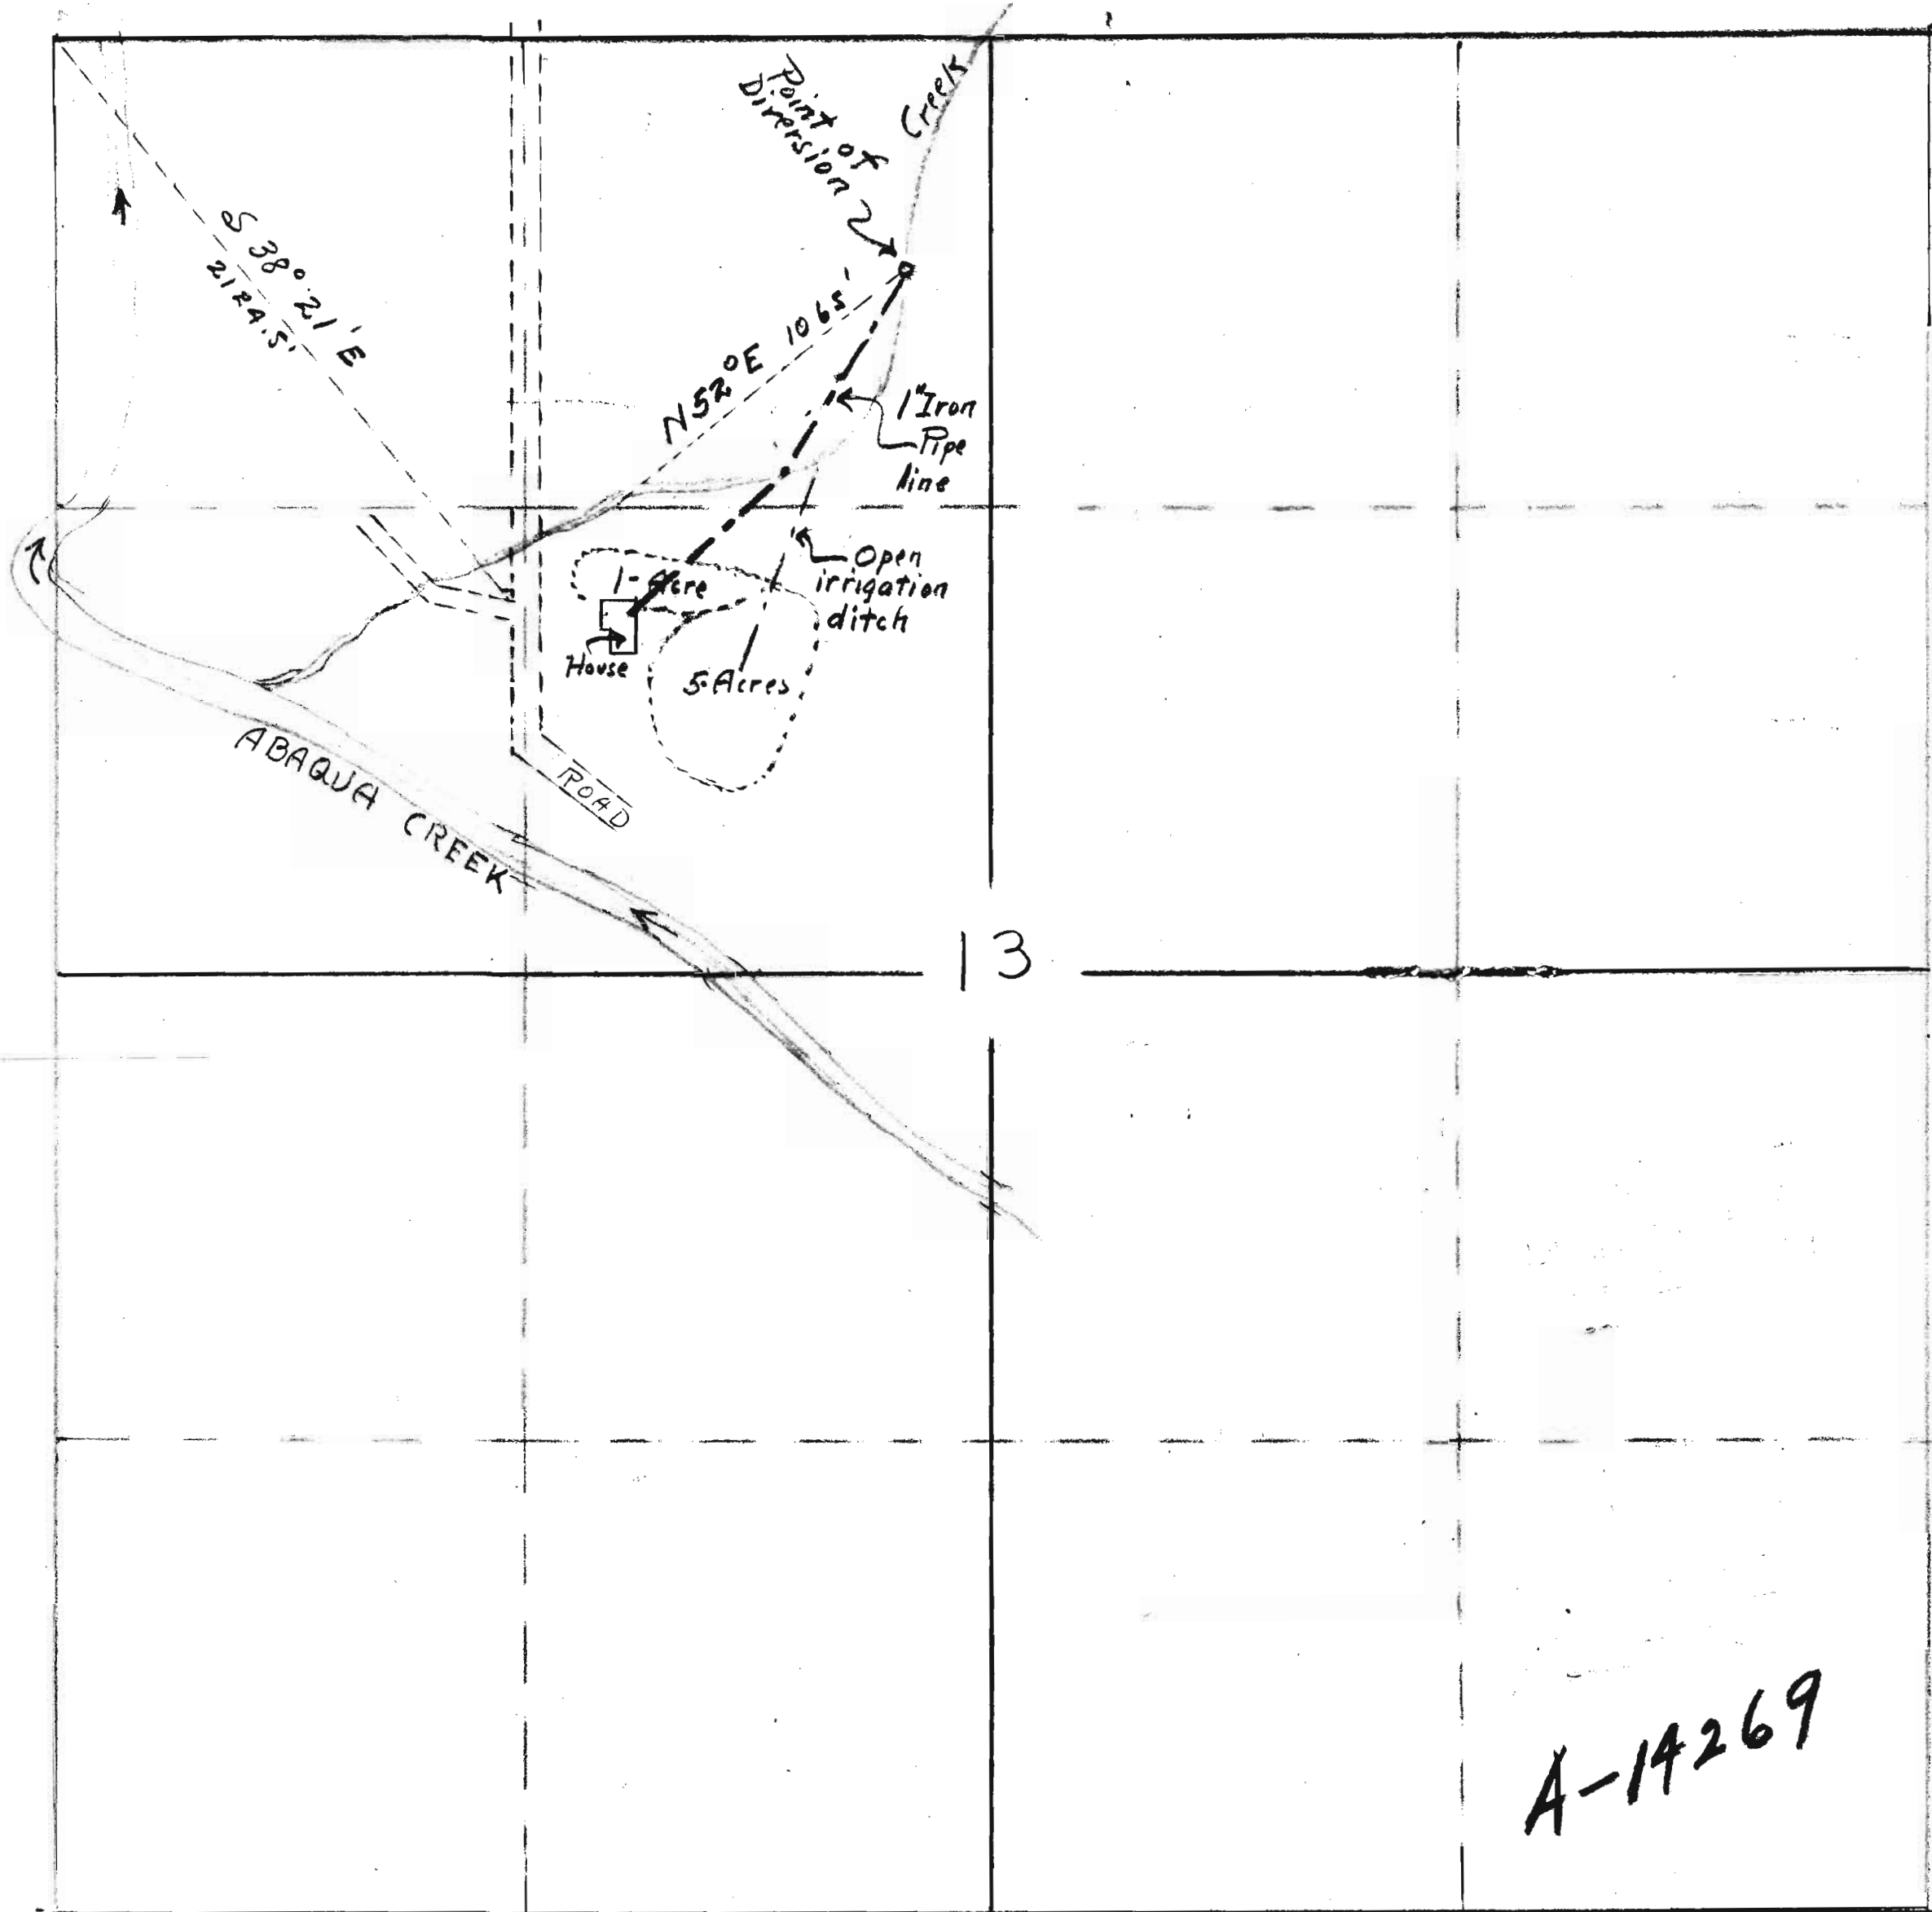 Creek
Point of
Diversion
S 38° 21' E
2124.5'
N 52° E 1065'
1" Iron
Pipe
line
Open
irrigation
ditch
1-Acre
House
5-Acres
ROAD
ABAQUA CREEK
13
A-14269